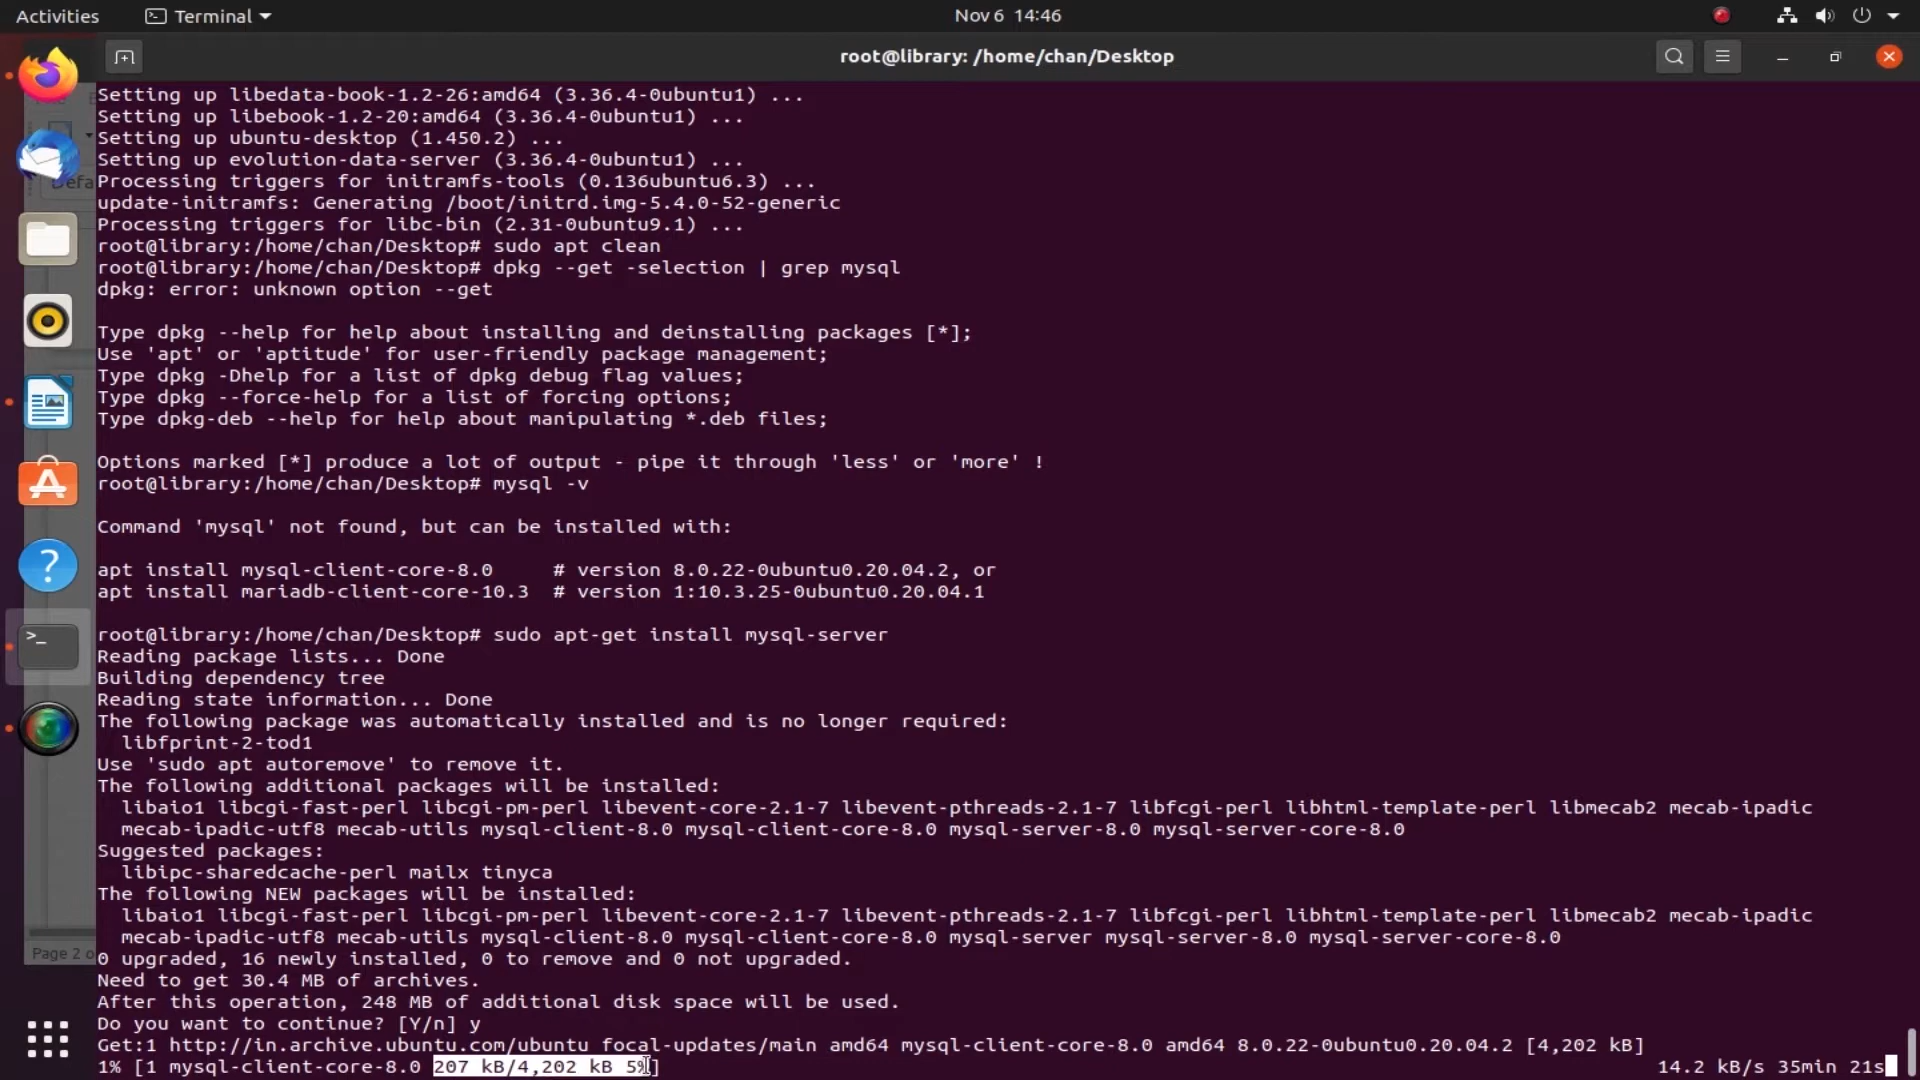 Activities
Terminal
Nov 6 14:46
root@library: /home/chan/Desktop
Setting up libedata-book-1.2-26:amd64 (3.36.4-0ubuntu1) ...
Setting up libebook-1.2-20:amd64 (3.36.4-0ubuntu1) ...
Setting up ubuntu-desktop (1.450.2) ...
Setting up evolution-data-server (3.36.4-0ubuntu1) ...
Processing triggers for initramfs-tools (0.136ubuntu6.3) ...
update-initramfs: Generating /boot/initrd.img-5.4.0-52-generic
Processing triggers for libc-bin (2.31-0ubuntu9.1) ...
root@library:/home/chan/Desktop# sudo apt clean
root@library:/home/chan/Desktop# dpkg --get -selection | grep mysql
dpkg: error: unknown option --get
Type dpkg --help for help about installing and deinstalling packages [*];
Use 'apt' or 'aptitude' for user-friendly package management;
Type dpkg -Dhelp for a list of dpkg debug flag values;
Type dpkg --force-help for a list of forcing options;
Type dpkg-deb --help for help about manipulating *.deb files;
Options marked [*] produce a lot of output - pipe it through 'less' or 'more' !
root@library:/home/chan/Desktop# mysql -v
Command 'mysql' not found, but can be installed with:
apt install mysql-client-core-8.0     # version 8.0.22-0ubuntu0.20.04.2, or
apt install mariadb-client-core-10.3  # version 1:10.3.25-0ubuntu0.20.04.1
root@library:/home/chan/Desktop# sudo apt-get install mysql-server
Reading package lists... Done
Building dependency tree
Reading state information... Done
The following package was automatically installed and is no longer required:
libfprint-2-tod1
Use 'sudo apt autoremove' to remove it.
The following additional packages will be installed:
libaio1 libcgi-fast-perl libcgi-pm-perl libevent-core-2.1-7 libevent-pthreads-2.1-7 libfcgi-perl libhtml-template-perl libmecab2 mecab-ipadic
mecab-ipadic-utf8 mecab-utils mysql-client-8.0 mysql-client-core-8.0 mysql-server-8.0 mysql-server-core-8.0
Suggested packages:
libipc-sharedcache-perl mailx tinyca
The following NEW packages will be installed:
libaio1 libcgi-fast-perl libcgi-pm-perl libevent-core-2.1-7 libevent-pthreads-2.1-7 libfcgi-perl libhtml-template-perl libmecab2 mecab-ipadic
mecab-ipadic-utf8 mecab-utils mysql-client-8.0 mysql-client-core-8.0 mysql-server mysql-server-8.0 mysql-server-core-8.0
0 upgraded, 16 newly installed, 0 to remove and 0 not upgraded.
Need to get 30.4 MB of archives.
After this operation, 248 MB of additional disk space will be used.
Do you want to continue? [Y/n] y
Get:1 http://in.archive.ubuntu.com/ubuntu focal-updates/main amd64 mysql-client-core-8.0 amd64 8.0.22-0ubuntu0.20.04.2 [4,202 kB]
1% [1 mysql-client-core-8.0 207 kB/4,202 kB 5%] 14.2 kB/s 35min 21s
Defa
Page 2 o